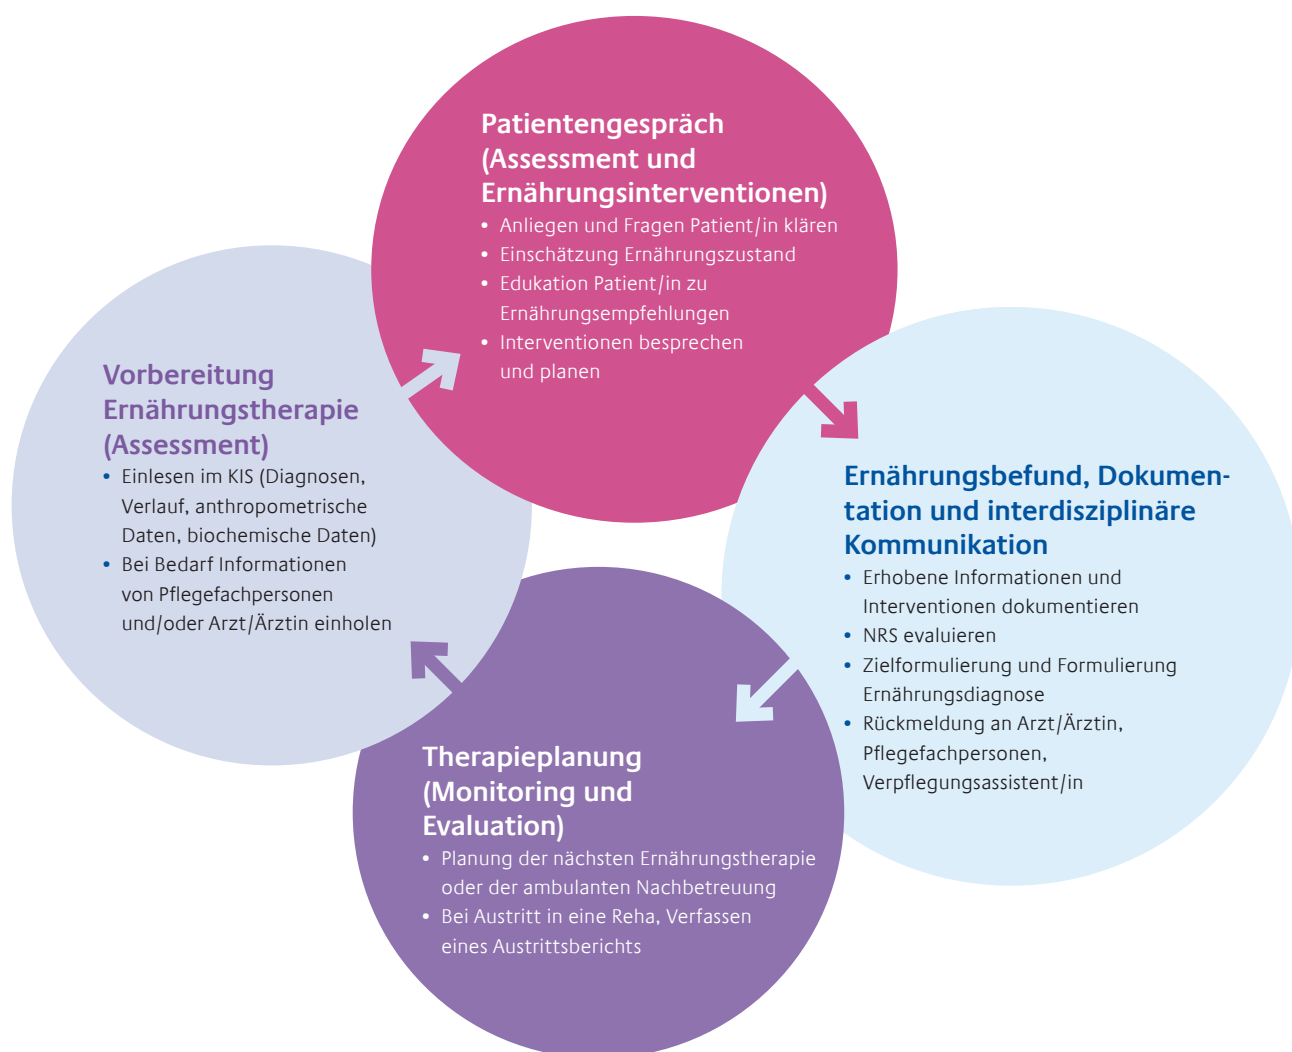 Patientengespräch
(Assessment und
Ernährungsinterventionen)
• Anliegen und Fragen Patient/in klären
• Einschätzung Ernährungszustand
• Edukation Patient/in zu
Ernährungsempfehlungen
• Interventionen besprechen
und planen
Vorbereitung
Ernährungstherapie
(Assessment)
• Einlesen im KIS (Diagnosen,
Verlauf, anthropometrische
Daten, biochemische Daten)
• Bei Bedarf Informationen
von Pflegefachpersonen
und/oder Arzt/Ärztin einholen
Ernährungsbefund, Dokumen-
tation und interdisziplinäre
Kommunikation
• Erhobene Informationen und
Interventionen dokumentieren
• NRS evaluieren
• Zielformulierung und Formulierung
Ernährungsdiagnose
• Rückmeldung an Arzt/Ärztin,
Pflegefachpersonen,
Verpflegungsassistent/in
Therapieplanung
(Monitoring und
Evaluation)
• Planung der nächsten Ernährungstherapie
oder der ambulanten Nachbetreuung
• Bei Austritt in eine Reha, Verfassen
eines Austrittsberichts